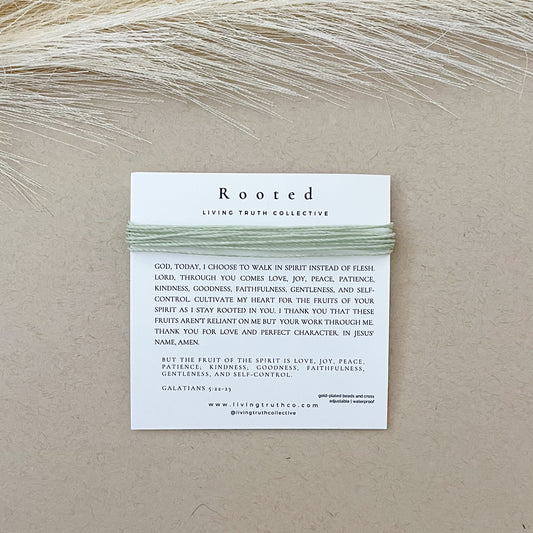 Rooted
LIVING TRUTH COLLECTIVE
GOD, TODAY, I CHOOSE TO WALK IN SPIRIT INSTEAD OF FLESH.
LORD, THROUGH YOU COMES LOVE, JOY, PEACE, PATIENCE,
KINDNESS, GOODNESS, FAITHFULNESS, GENTLENESS, AND SELF-
CONTROL. CULTIVATE MY HEART FOR THE FRUITS OF YOUR
SPIRIT AS I STAY ROOTED IN YOU. I THANK YOU THAT THESE
FRUITS AREN'T RELIANT ON ME BUT YOUR WORK THROUGH ME.
THANK YOU FOR LOVE AND PERFECT CHARACTER. IN JESUS'
NAME, AMEN.
BUT THE FRUIT OF THE SPIRIT IS LOVE, JOY, PEACE,
PATIENCE, KINDNESS, GOODNESS, FAITHFULNESS,
GENTLENESS, AND SELF-CONTROL.
GALATIANS 5:22-23
gold-plated beads and cross
adjustable | waterproof
www.livingtruthco.com
@livingtruthcollective